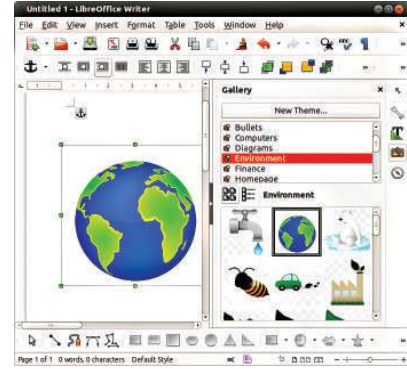 Untitled 1 - LibreOffice Writer
File Edit View Insert Format Table Tools Window Help
Gallery
New Theme...
Bullets
Computers
Diagrams
Environment
Finance
Homepage
Environment
Page 1 of 1 0 words, 0 characters Default Style